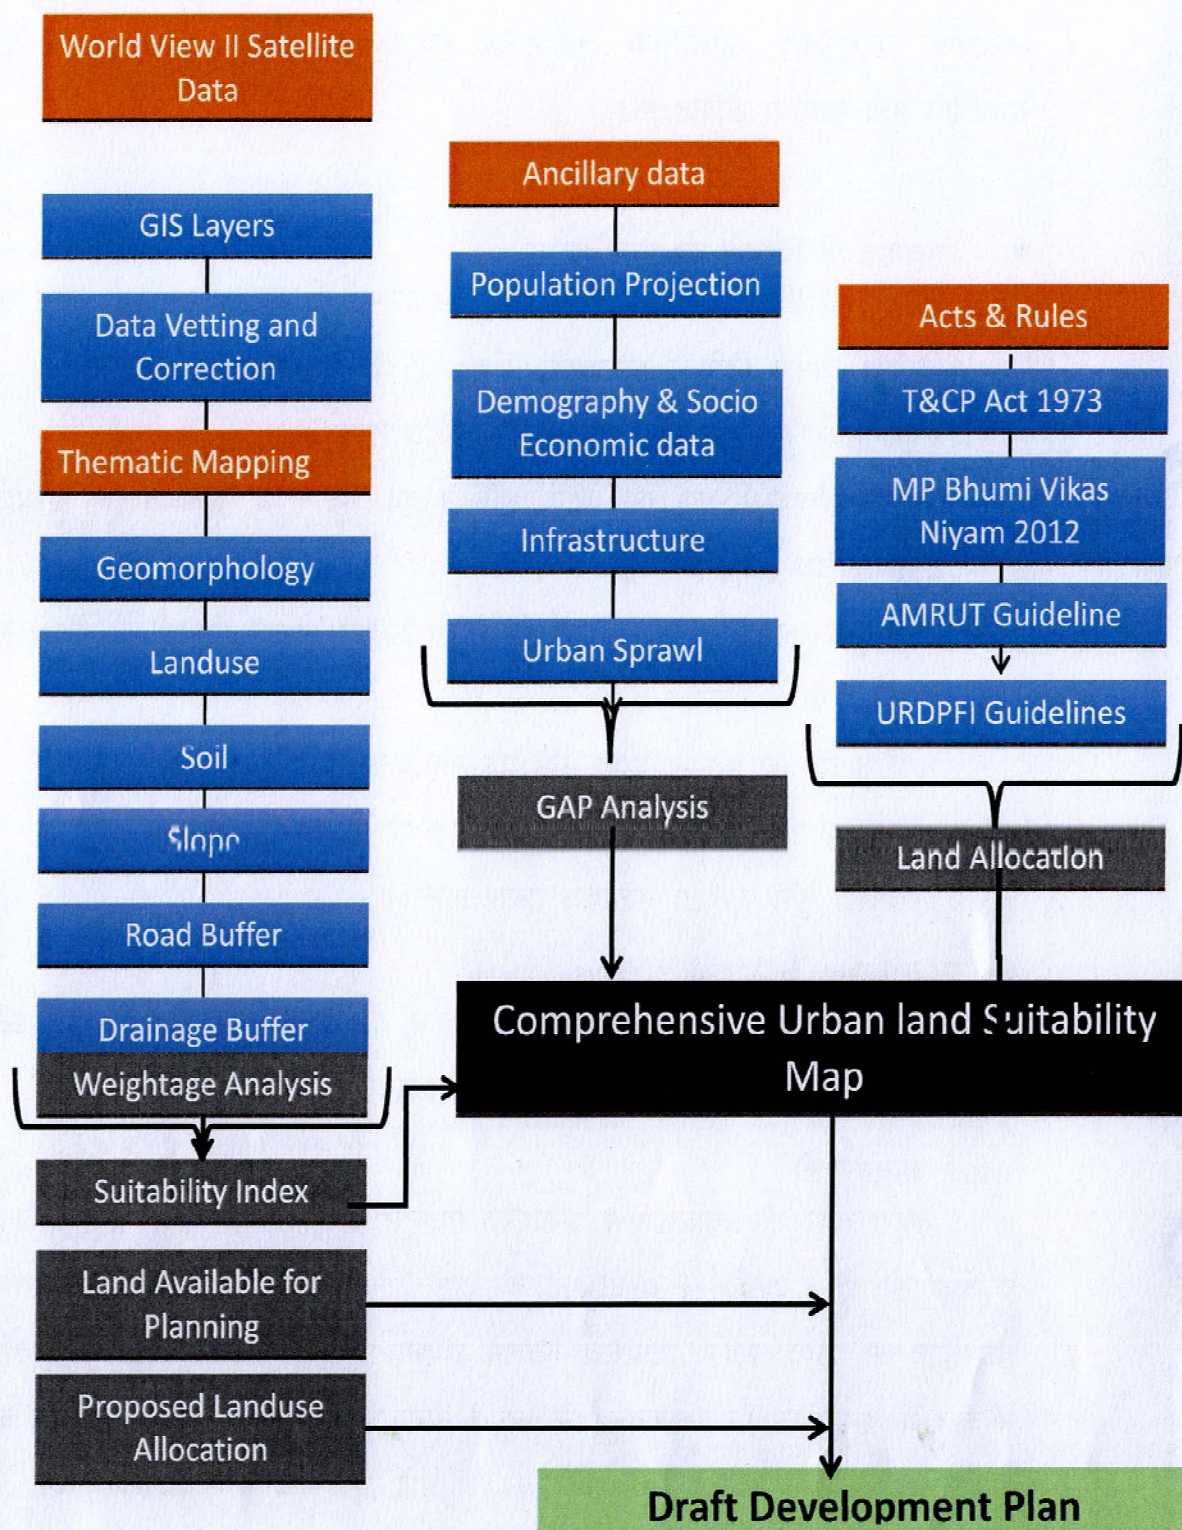 World View II Satellite
Data
GIS Layers
Data Vetting and
Correction
Thematic Mapping
Geomorphology
Landuse
Soil
Slope
Road Buffer
Drainage Buffer
Weightage Analysis
Suitability Index
Land Available for
Planning
Proposed Landuse
Allocation
Ancillary data
Population Projection
Demography & Socio
Economic data
Infrastructure
Urban Sprawl
GAP Analysis
Acts & Rules
T&CP Act 1973
MP Bhumi Vikas
Niyam 2012
AMRUT Guideline
URDPFI Guidelines
Land Allocation
Comprehensive Urban land Suitability
Map
Draft Development Plan